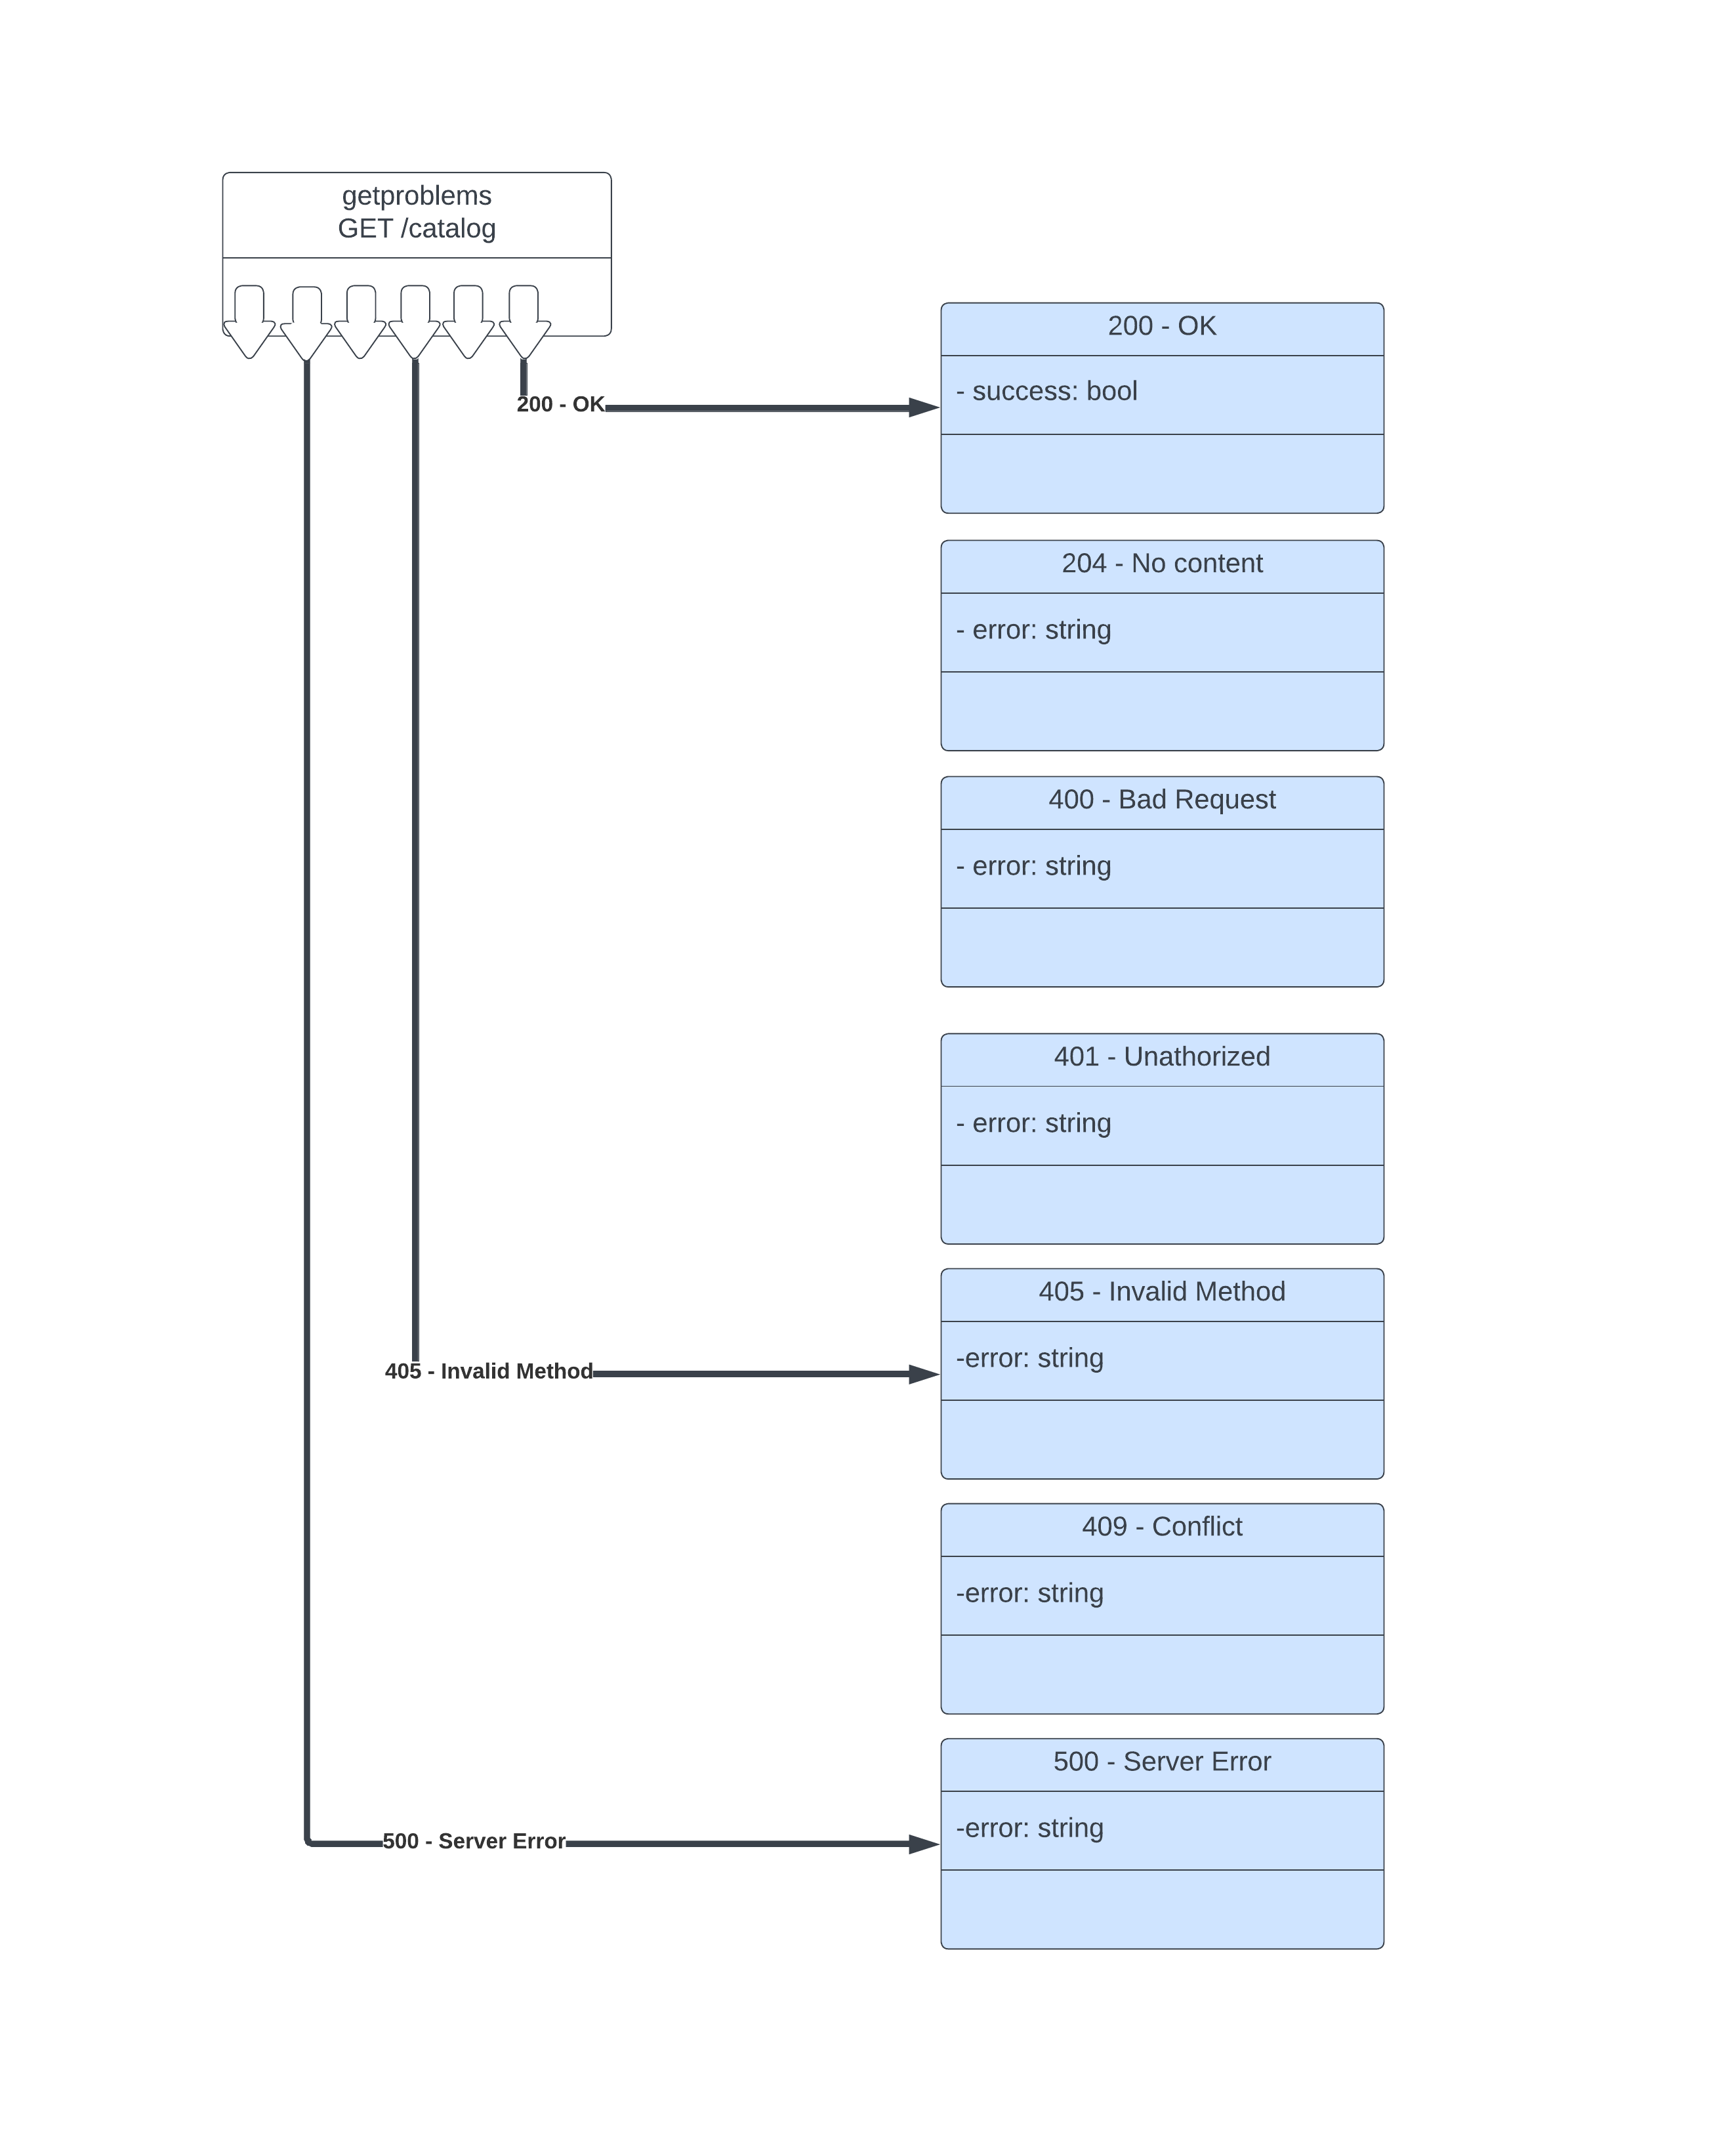 getproblems
GET /catalog
200 - OK
200 - OK
- success: bool
204 - No content
- error: string
400 - Bad Request
- error: string
401 - Unathorized
- error: string
405 - Invalid Method
405 - Invalid Method
-error: string
409 - Conflict
-error: string
500 - Server Error
500 - Server Error
-error: string